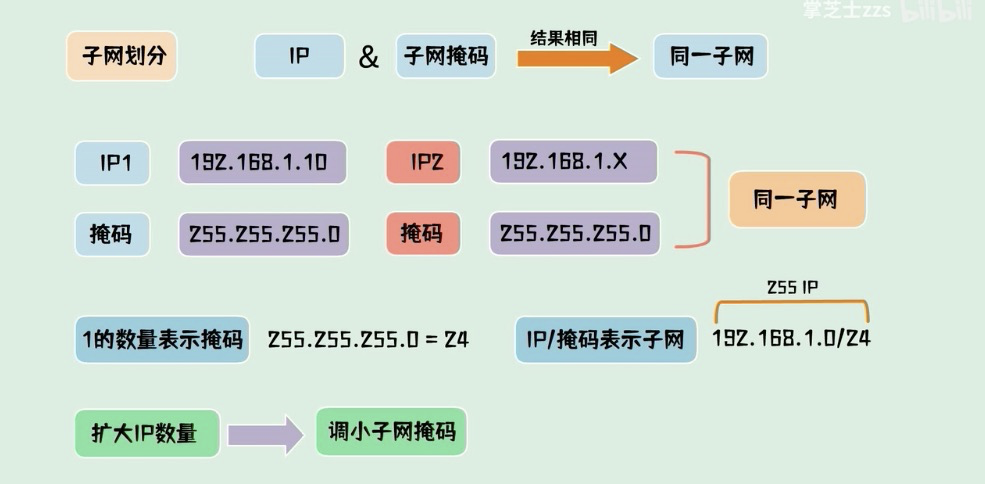 掌芝士zzs bilibili
子网划分 IP & 子网掩码 结果相同 同一子网
IP1 192.168.1.10 IP2 192.168.1.X
同一子网
掩码 255.255.255.0 掩码 255.255.255.0
255 IP
1的数量表示掩码 255.255.255.0 = 24 IP/掩码表示子网 192.168.1.0/24
扩大IP数量 调小子网掩码